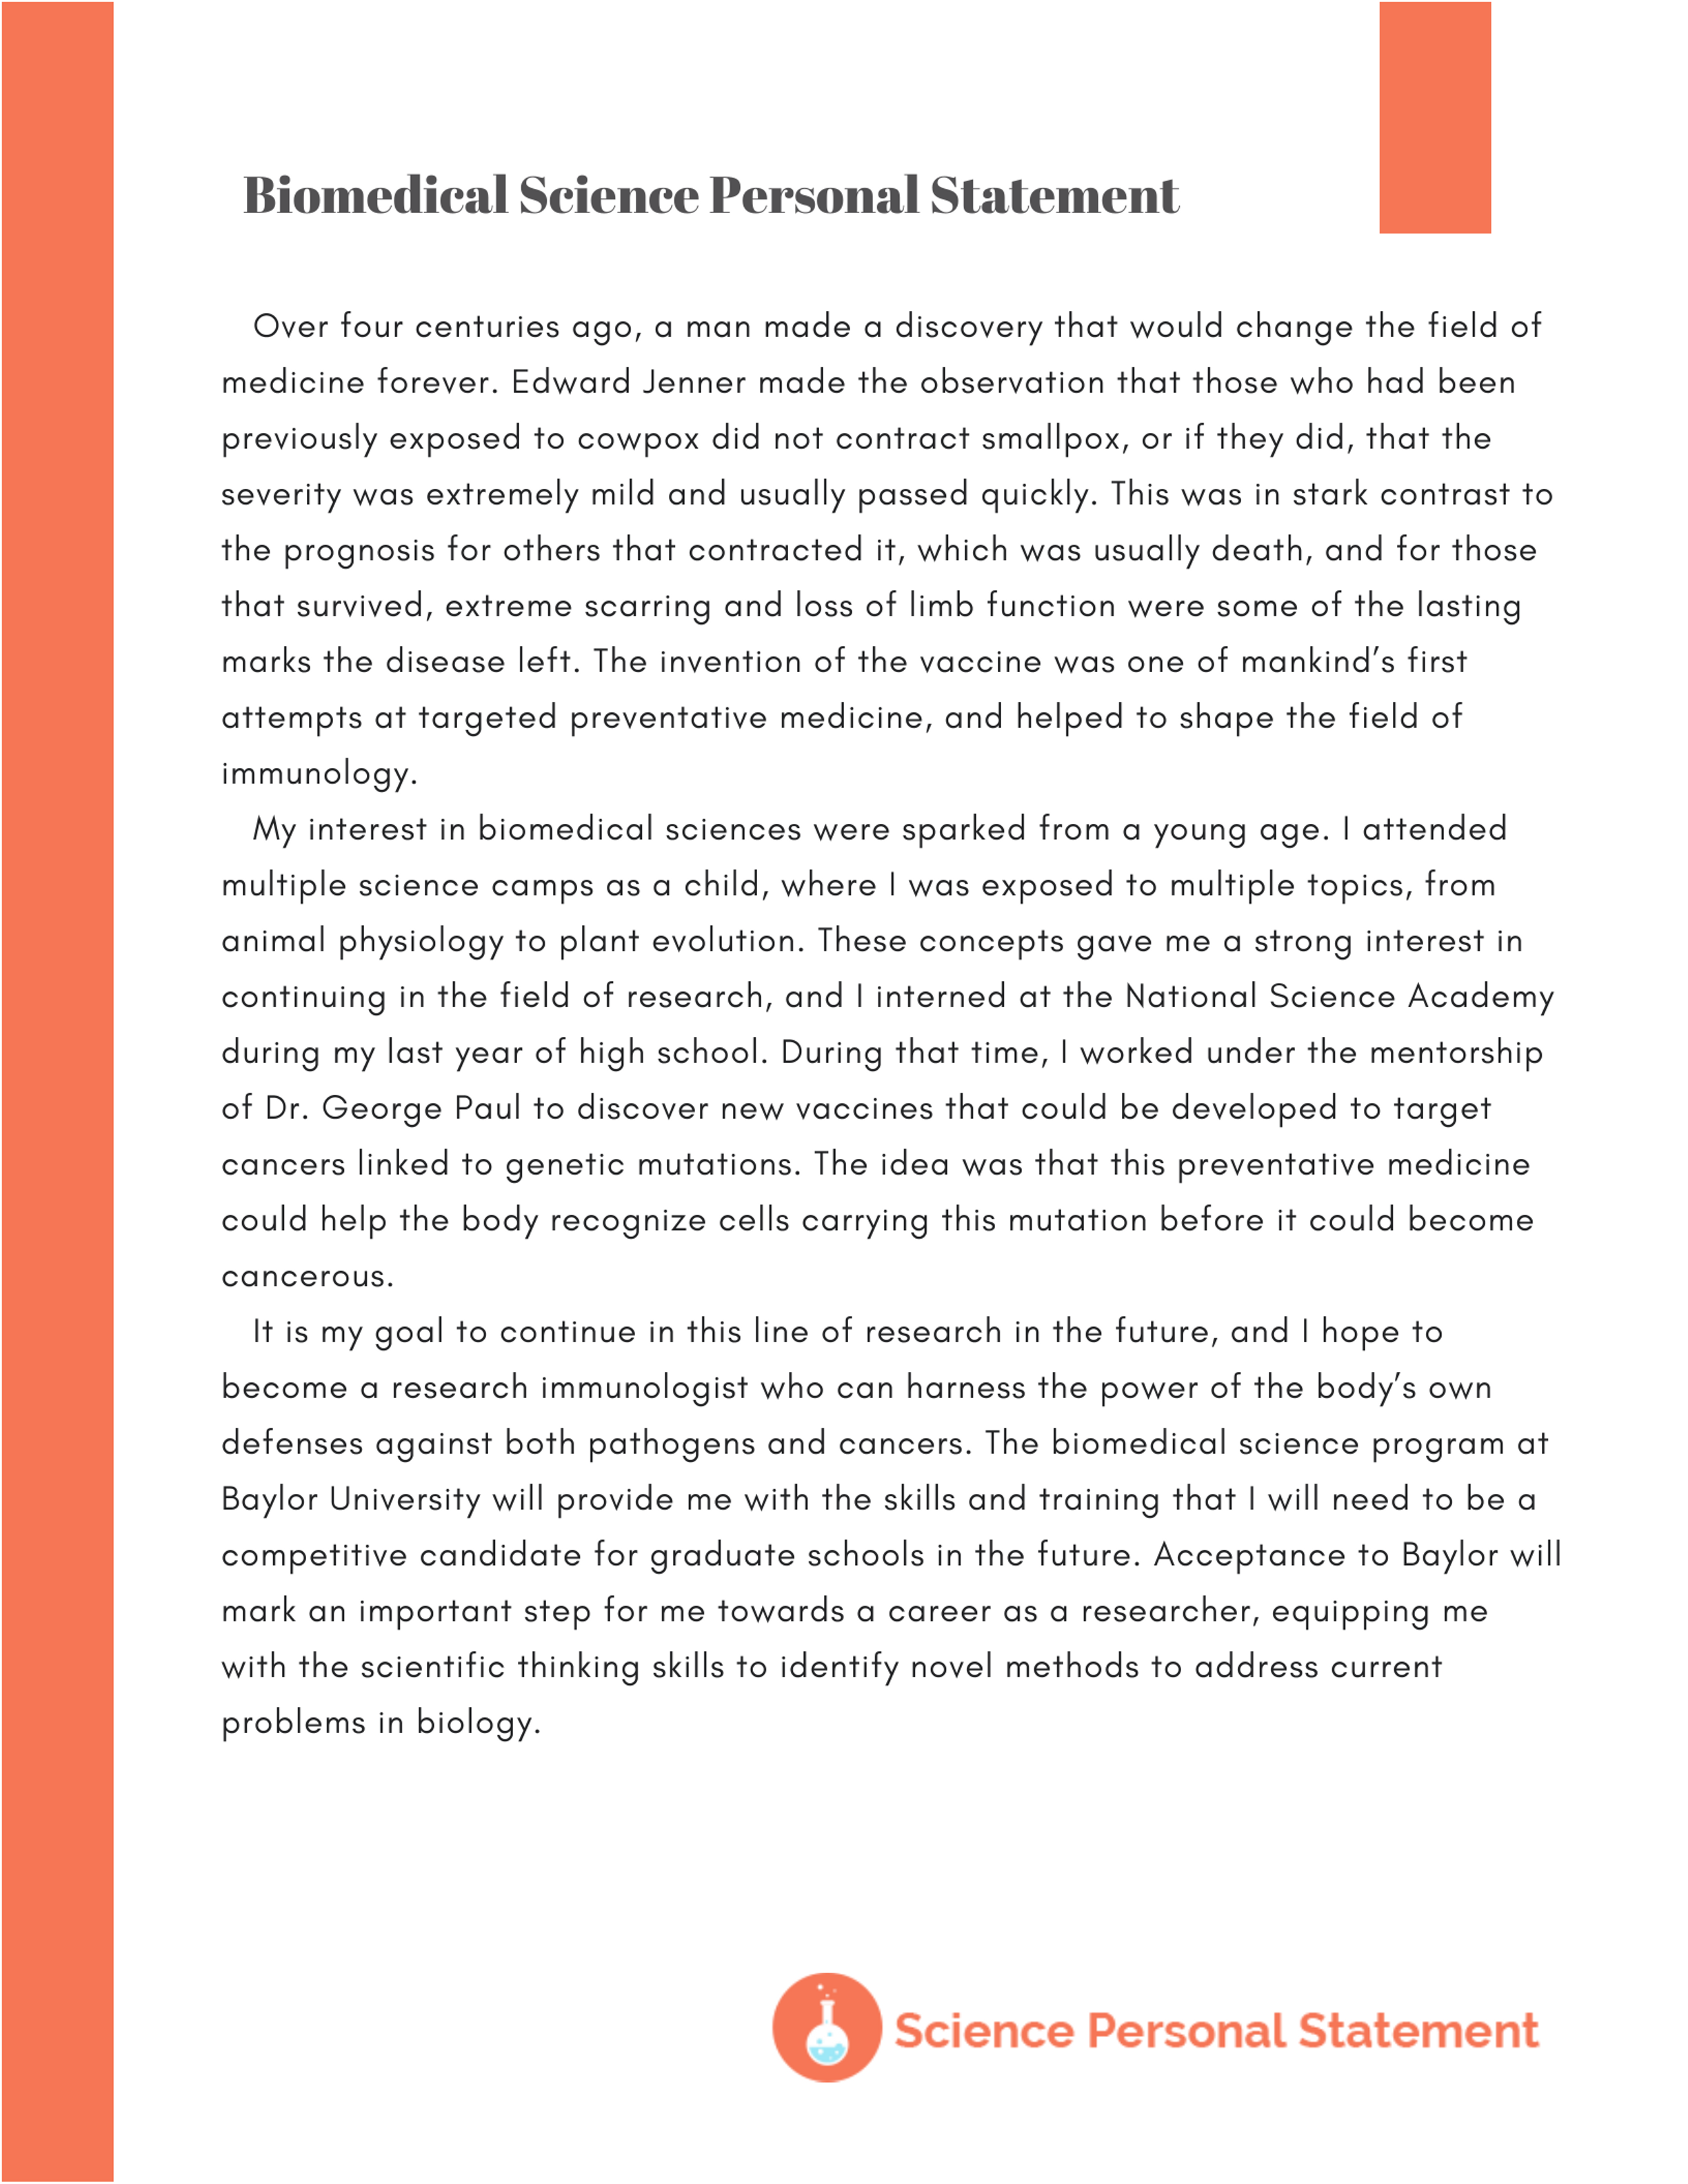 Biomedical Science Personal Statement
Over four centuries ago, a man made a discovery that would change the field of
medicine forever. Edward Jenner made the observation that those who had been
previously exposed to cowpox did not contract smallpox, or if they did, that the
severity was extremely mild and usually passed quickly. This was in stark contrast to
the prognosis for others that contracted it, which was usually death, and for those
that survived, extreme scarring and loss of limb function were some of the lasting
marks the disease left. The invention of the vaccine was one of mankind’s first
attempts at targeted preventative medicine, and helped to shape the field of
immunology.
My interest in biomedical sciences were sparked from a young age. I attended
multiple science camps as a child, where I was exposed to multiple topics, from
animal physiology to plant evolution. These concepts gave me a strong interest in
continuing in the field of research, and I interned at the National Science Academy
during my last year of high school. During that time, I worked under the mentorship
of Dr. George Paul to discover new vaccines that could be developed to target
cancers linked to genetic mutations. The idea was that this preventative medicine
could help the body recognize cells carrying this mutation before it could become
cancerous.
It is my goal to continue in this line of research in the future, and I hope to
become a research immunologist who can harness the power of the body’s own
defenses against both pathogens and cancers. The biomedical science program at
Baylor University will provide me with the skills and training that I will need to be a
competitive candidate for graduate schools in the future. Acceptance to Baylor will
mark an important step for me towards a career as a researcher, equipping me
with the scientific thinking skills to identify novel methods to address current
problems in biology.
Science Personal Statement